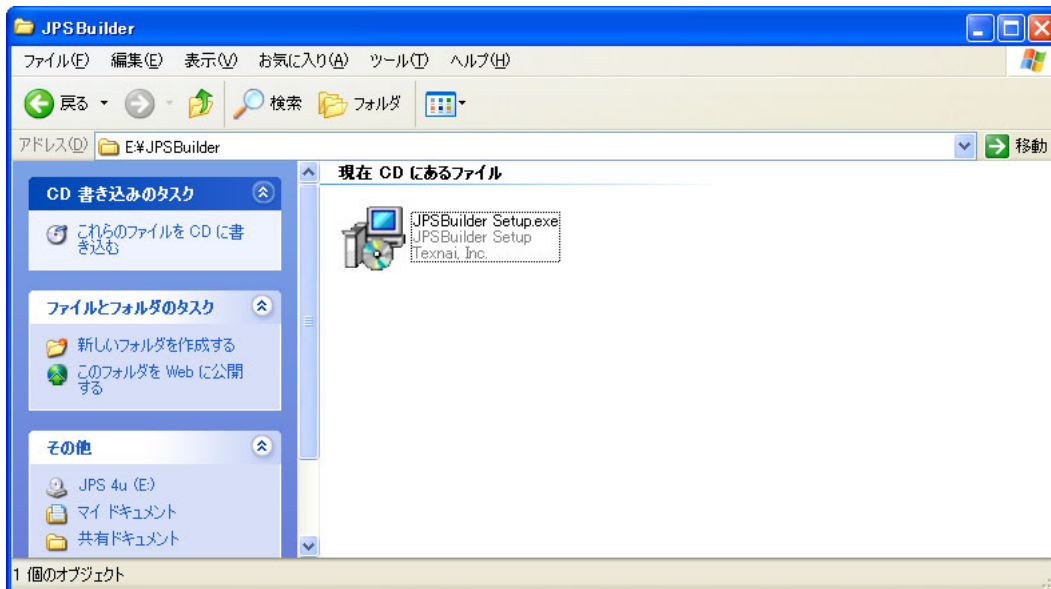 JPSBuilder
ファイル(F) 編集(E) 表示(V) お気に入り(A) ツール(T) ヘルプ(H)
戻る 検索 フォルダ
アドレス(D) E:¥JPSBuilder 移動
CD 書き込みのタスク
これらのファイルを CD に書
き込む
ファイルとフォルダのタスク
新しいフォルダを作成する
このフォルダを Web に公開
する
その他
JPS 4u (E:)
マイ ドキュメント
共有ドキュメント
現在 CD にあるファイル
JPSBuilder Setup.exe
JPSBuilder Setup
Texnai, Inc.
1 個のオブジェクト